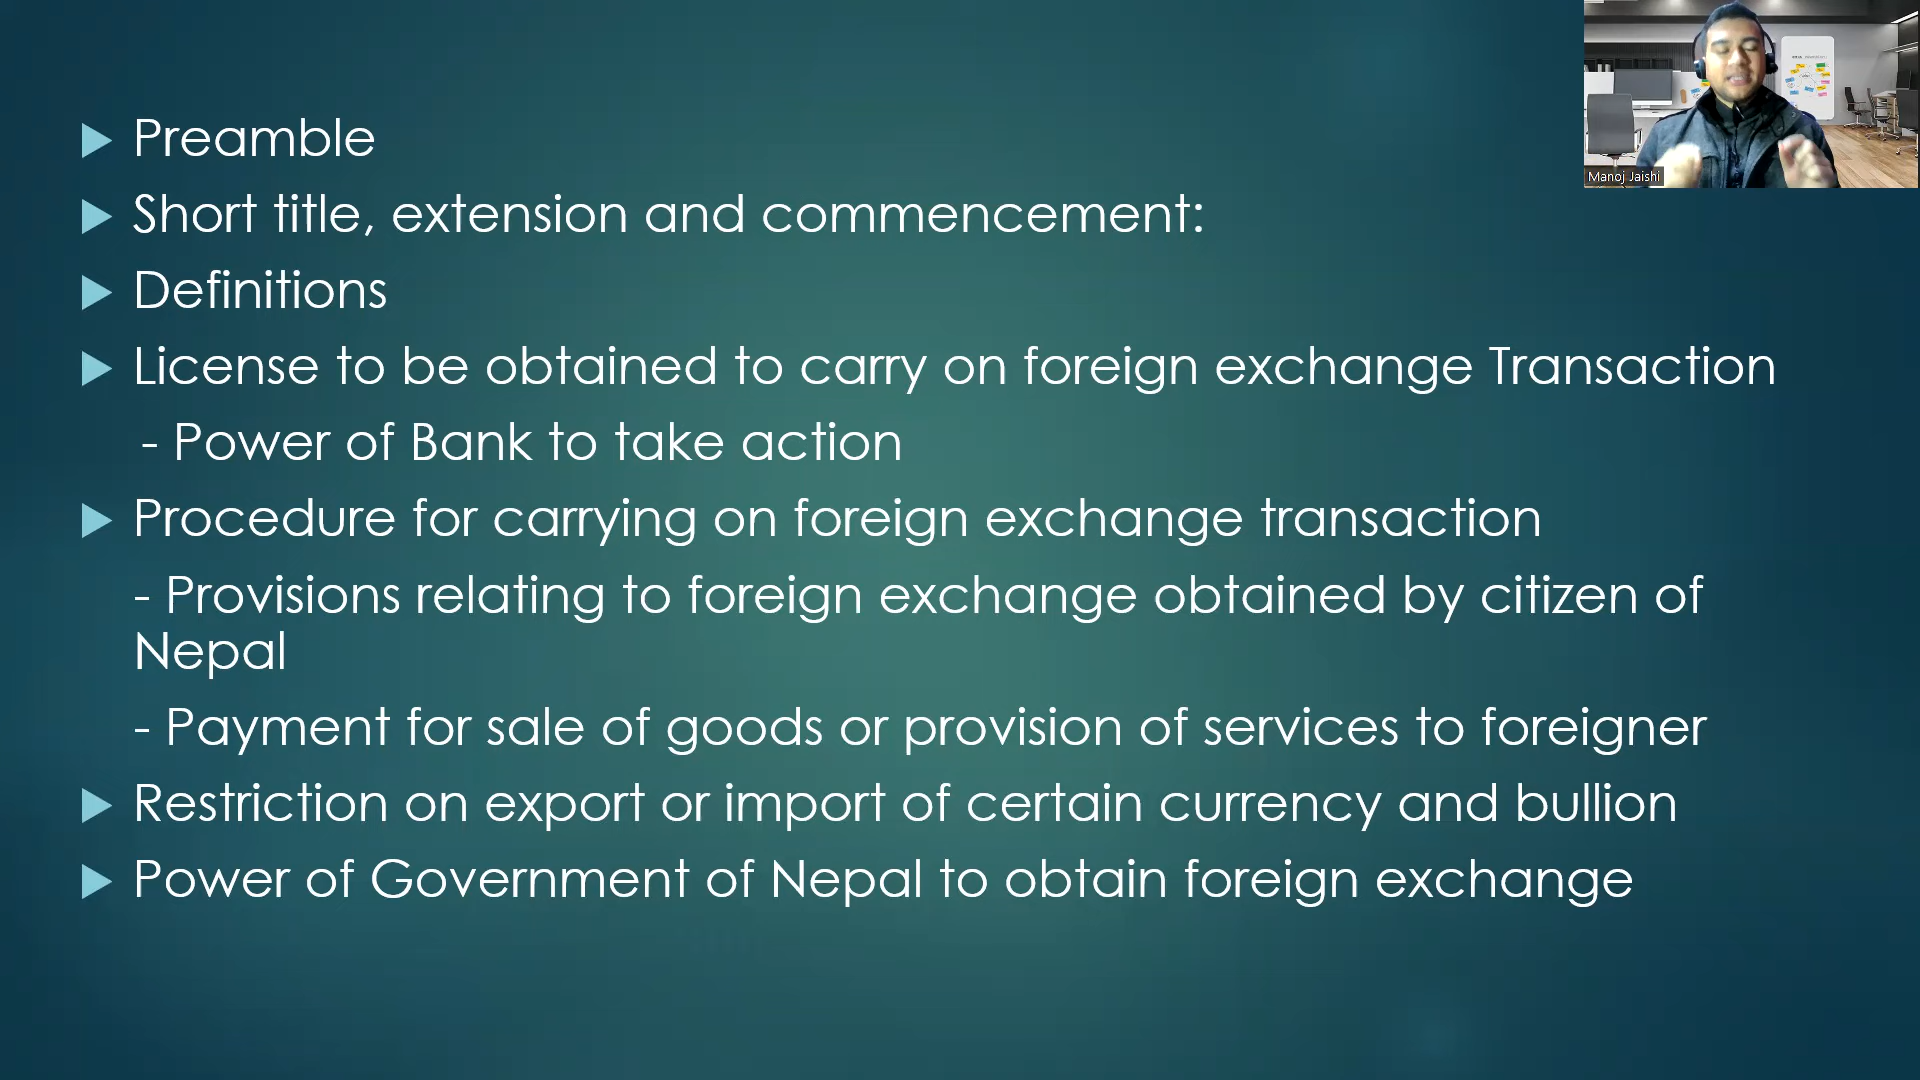 Preamble
Short title, extension and commencement:
Definitions
License to be obtained to carry on foreign exchange Transaction
- Power of Bank to take action
Procedure for carrying on foreign exchange transaction
- Provisions relating to foreign exchange obtained by citizen of
Nepal
- Payment for sale of goods or provision of services to foreigner
Restriction on export or import of certain currency and bullion
Power of Government of Nepal to obtain foreign exchange
Manoj Jaishi